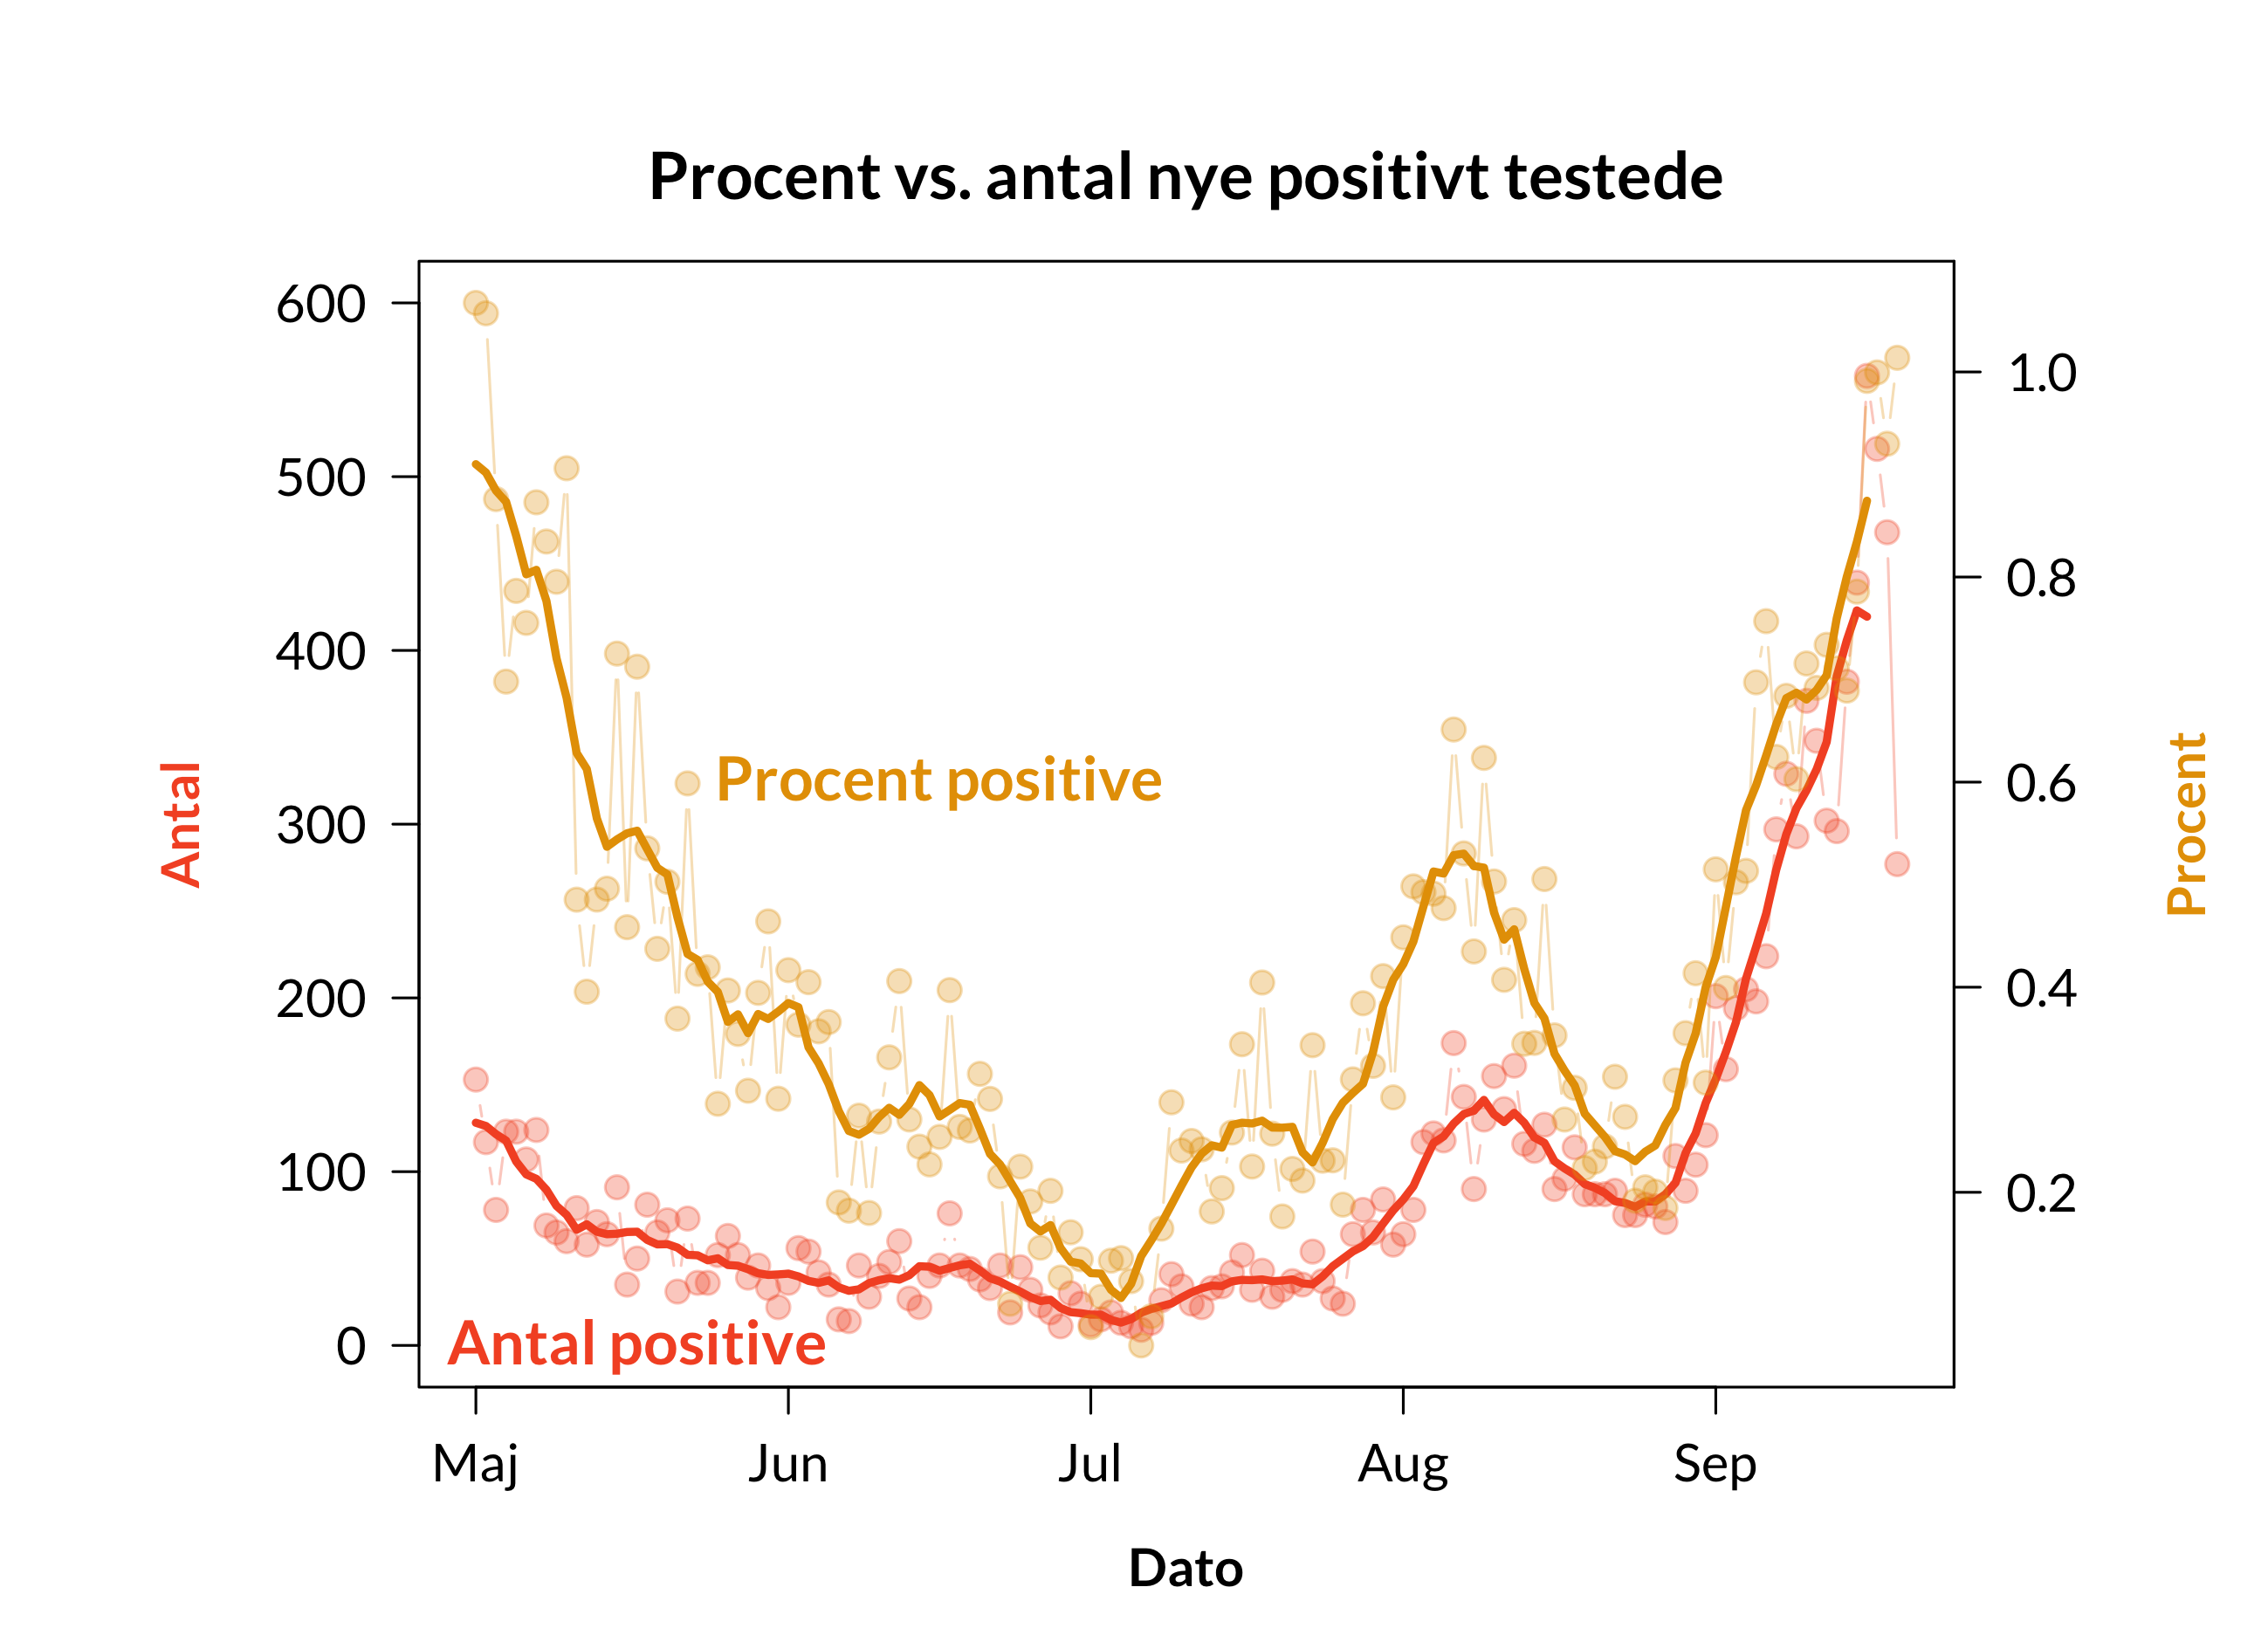 Procent vs. antal nye positivt testede
600
500
400
300
200
100
0
Antal
1.0
0.8
0.6
0.4
0.2
Procent
Procent positive
Antal positive
Maj Jun Jul Aug Sep
Dato